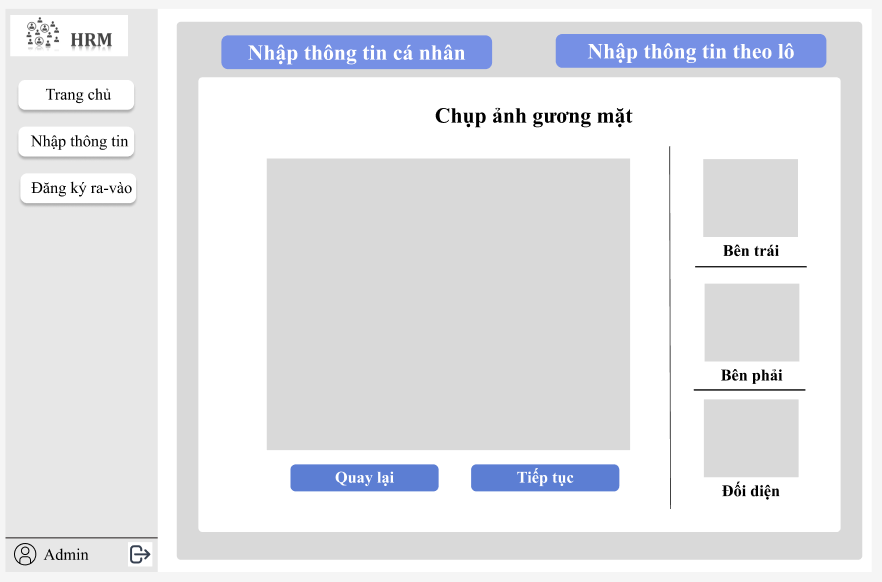 HRM
Trang chủ
Nhập thông tin
Đăng ký ra-vào
Admin
Nhập thông tin cá nhân
Nhập thông tin theo lô
Chụp ảnh gương mặt
Bên trái
Bên phải
Đối diện
Quay lại
Tiếp tục